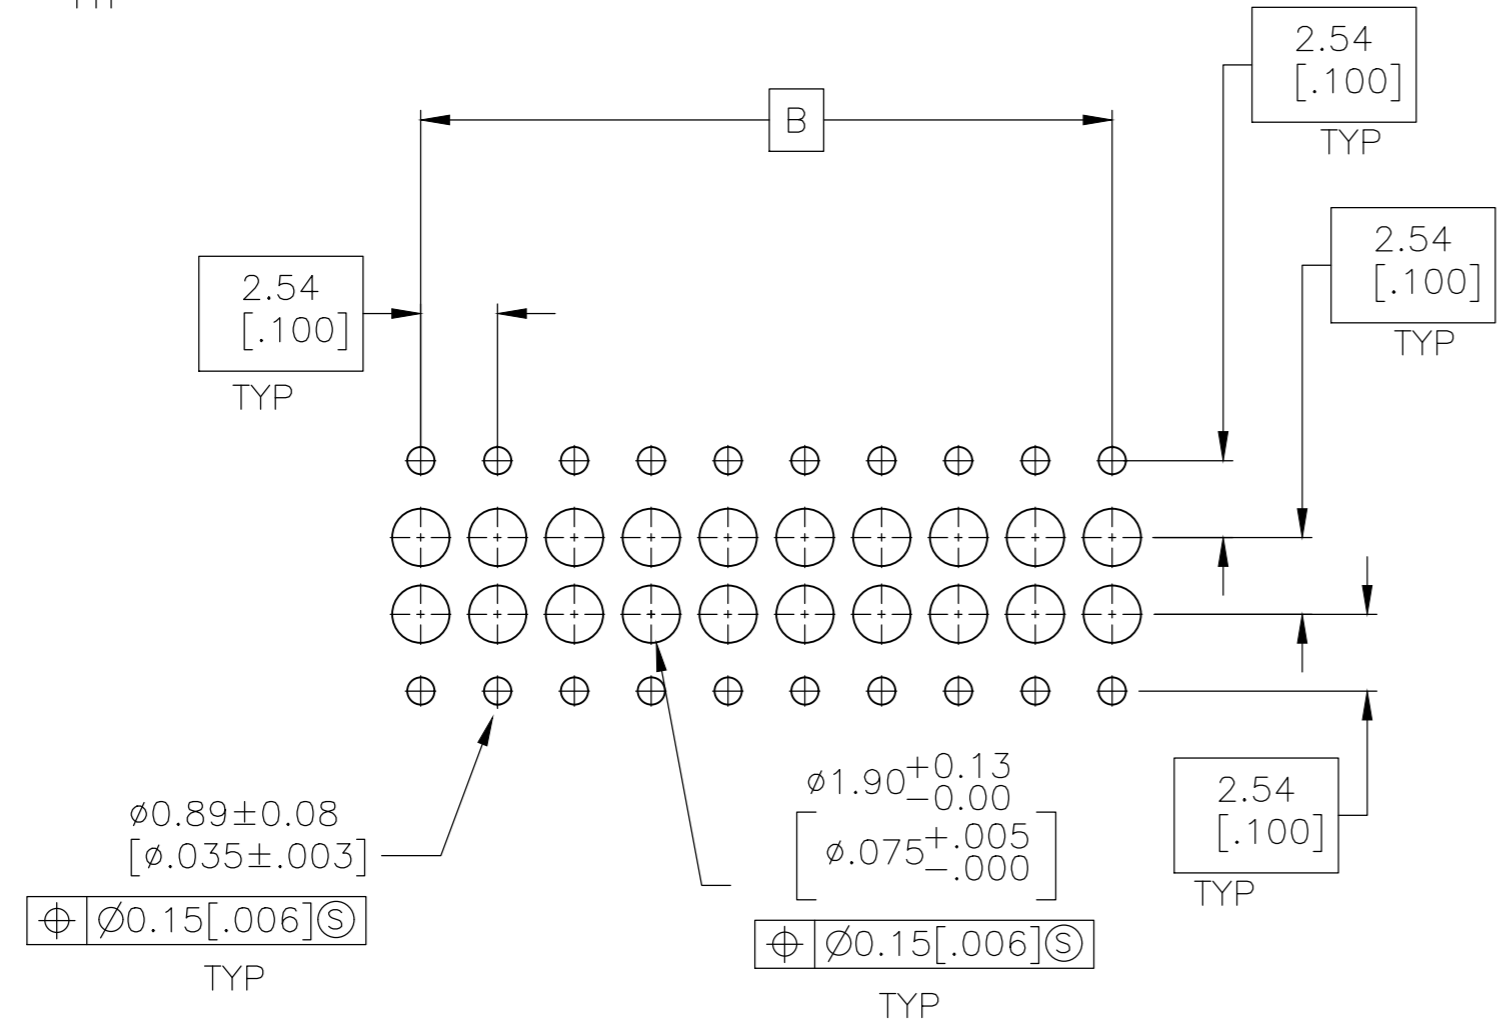 2.54
[.100]
TYP
B
2.54
[.100]
TYP
2.54
[.100]
TYP
ø0.89±0.08
[ø.035±.003]
⌖ Ø0.15[.006]Ⓢ
TYP
ø1.90 +0.13
-0.00
[ø.075 +.005
-.000]
⌖ Ø0.15[.006]Ⓢ
TYP
2.54
[.100]
TYP